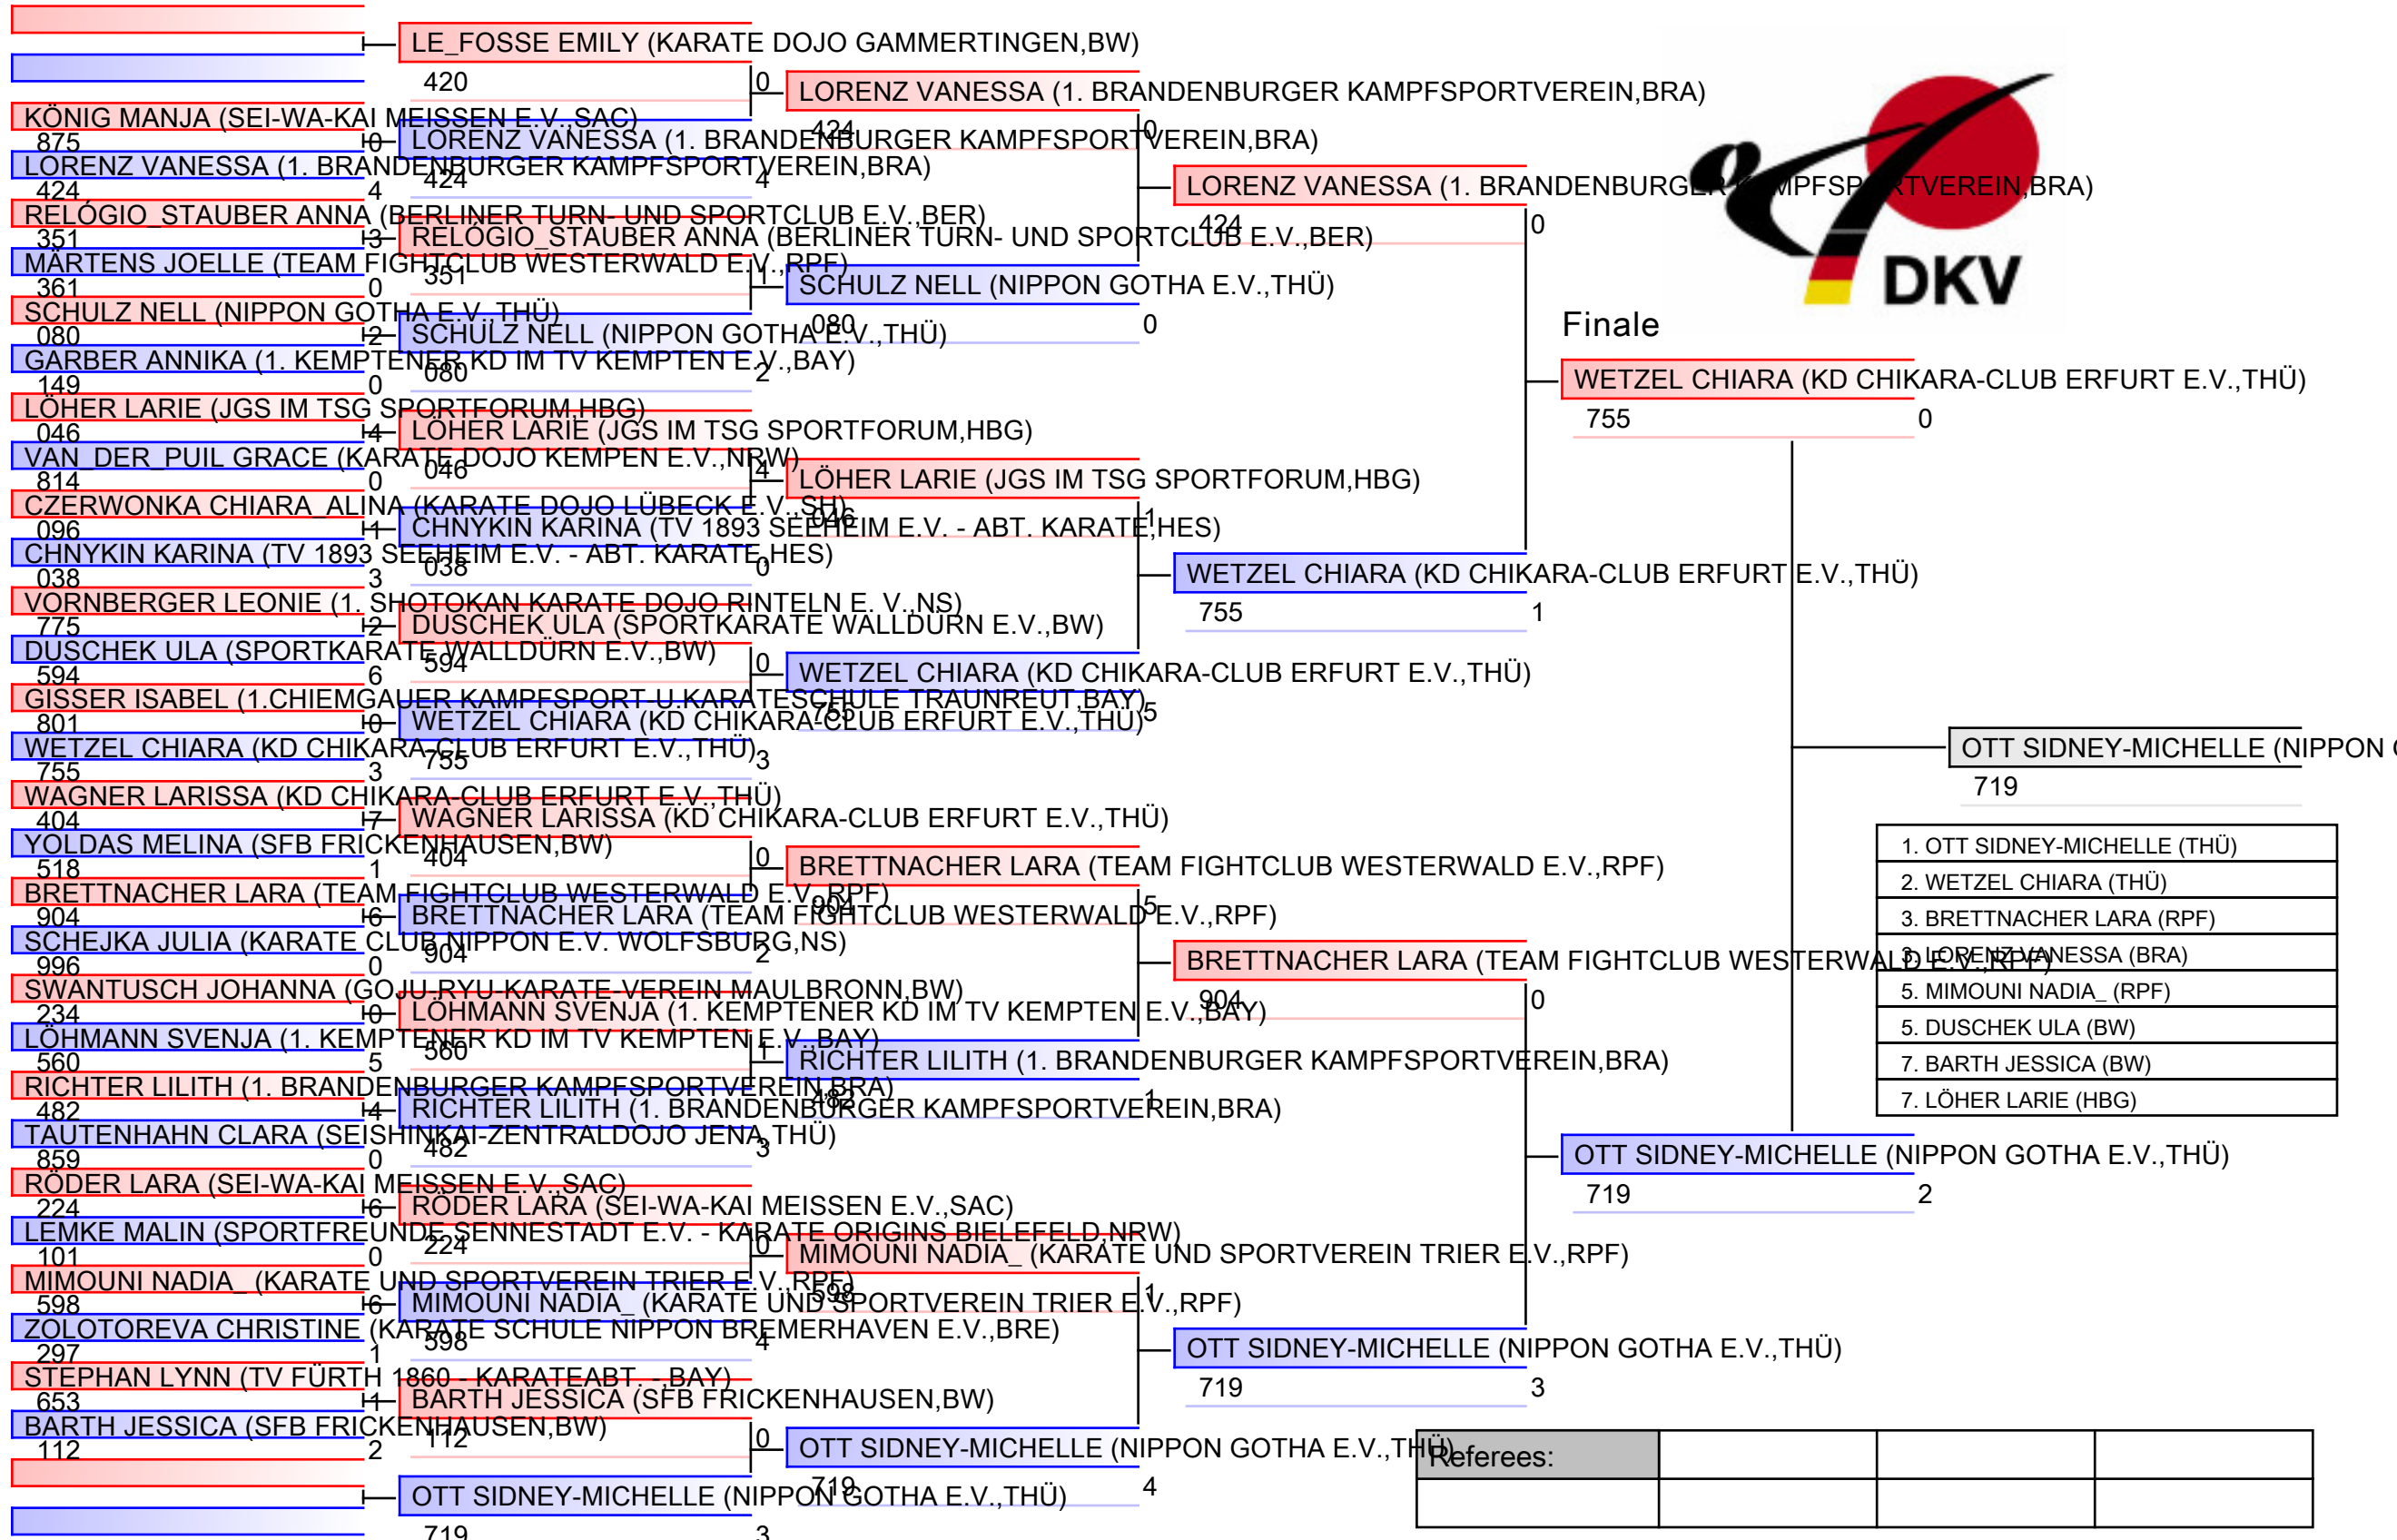 KÖNIG MANJA (SEI-WA-KAI MEISSEN E.V.,SAC)
875 0
LORENZ VANESSA (1. BRANDENBURGER KAMPFSPORTVEREIN,BRA)
424 4
RELÓGIO_STAUBER ANNA (BERLINER TURN- UND SPORTCLUB E.V.,BER)
351 3
MÄRTENS JOELLE (TEAM FIGHTCLUB WESTERWALD E.V.,RPF)
361 0
SCHULZ NELL (NIPPON GOTHA E.V.,THÜ)
080 2
GARBER ANNIKA (1. KEMPTENER KD IM TV KEMPTEN E.V.,BAY)
149 0
LÖHER LARIE (JGS IM TSG SPORTFORUM,HBG)
046 4
VAN_DER_PUIL GRACE (KARATE DOJO KEMPEN E.V.,NRW)
814 0
CZERWONKA CHIARA_ALINA (KARATE DOJO LÜBECK E.V.,SH)
096 1
CHNYKIN KARINA (TV 1893 SEEHEIM E.V. - ABT. KARATE,HES)
038 3
VORNBERGER LEONIE (1. SHOTOKAN KARATE DOJO RINTELN E. V.,NS)
775 2
DUSCHEK ULA (SPORTKARATE WALLDÜRN E.V.,BW)
594 6
GISSER ISABEL (1.CHIEMGAUER KAMPFSPORT-U.KARATESCHULE TRAUNREUT,BAY)
801 0
WETZEL CHIARA (KD CHIKARA-CLUB ERFURT E.V.,THÜ)
755 3
WAGNER LARISSA (KD CHIKARA-CLUB ERFURT E.V.,THÜ)
404 7
YOLDAS MELINA (SFB FRICKENHAUSEN,BW)
518 1
BRETTNACHER LARA (TEAM FIGHTCLUB WESTERWALD E.V.,RPF)
904 6
SCHEJKA JULIA (KARATE CLUB NIPPON E.V. WOLFSBURG,NS)
996 0
SWANTUSCH JOHANNA (GOJU-RYU-KARATE-VEREIN MAULBRONN,BW)
234 0
LÖHMANN SVENJA (1. KEMPTENER KD IM TV KEMPTEN E.V.,BAY)
560 5
RICHTER LILITH (1. BRANDENBURGER KAMPFSPORTVEREIN,BRA)
482 4
TAUTENHAHN CLARA (SEISHINKAI-ZENTRALDOJO JENA,THÜ)
859 0
RÖDER LARA (SEI-WA-KAI MEISSEN E.V.,SAC)
224 6
LEMKE MALIN (SPORTFREUNDE SENNESTADT E.V. - KARATE ORIGINS BIELEFELD,NRW)
101 0
MIMOUNI NADIA_ (KARATE UND SPORTVEREIN TRIER E.V.,RPF)
598 6
ZOLOTOREVA CHRISTINE (KARATE SCHULE NIPPON BREMERHAVEN E.V.,BRE)
297 1
STEPHAN LYNN (TV FÜRTH 1860 - KARATEABT. -,BAY)
653 1
BARTH JESSICA (SFB FRICKENHAUSEN,BW)
112 2
LE_FOSSE EMILY (KARATE DOJO GAMMERTINGEN,BW)
420 0
LORENZ VANESSA (1. BRANDENBURGER KAMPFSPORTVEREIN,BRA)
424 4
RELÓGIO_STAUBER ANNA (BERLINER TURN- UND SPORTCLUB E.V.,BER)
351 1
SCHULZ NELL (NIPPON GOTHA E.V.,THÜ)
080 2
LÖHER LARIE (JGS IM TSG SPORTFORUM,HBG)
046 4
CHNYKIN KARINA (TV 1893 SEEHEIM E.V. - ABT. KARATE,HES)
038 0
DUSCHEK ULA (SPORTKARATE WALLDÜRN E.V.,BW)
594 0
WETZEL CHIARA (KD CHIKARA-CLUB ERFURT E.V.,THÜ)
755 3
WAGNER LARISSA (KD CHIKARA-CLUB ERFURT E.V.,THÜ)
404 0
BRETTNACHER LARA (TEAM FIGHTCLUB WESTERWALD E.V.,RPF)
904 2
LÖHMANN SVENJA (1. KEMPTENER KD IM TV KEMPTEN E.V.,BAY)
560 1
RICHTER LILITH (1. BRANDENBURGER KAMPFSPORTVEREIN,BRA)
482 3
RÖDER LARA (SEI-WA-KAI MEISSEN E.V.,SAC)
224 0
MIMOUNI NADIA_ (KARATE UND SPORTVEREIN TRIER E.V.,RPF)
598 4
BARTH JESSICA (SFB FRICKENHAUSEN,BW)
112 0
OTT SIDNEY-MICHELLE (NIPPON GOTHA E.V.,THÜ)
719 3
LORENZ VANESSA (1. BRANDENBURGER KAMPFSPORTVEREIN,BRA)
424 0
SCHULZ NELL (NIPPON GOTHA E.V.,THÜ)
080 0
LÖHER LARIE (JGS IM TSG SPORTFORUM,HBG)
046 1
WETZEL CHIARA (KD CHIKARA-CLUB ERFURT E.V.,THÜ)
755 5
BRETTNACHER LARA (TEAM FIGHTCLUB WESTERWALD E.V.,RPF)
904 5
RICHTER LILITH (1. BRANDENBURGER KAMPFSPORTVEREIN,BRA)
482 1
MIMOUNI NADIA_ (KARATE UND SPORTVEREIN TRIER E.V.,RPF)
598 1
OTT SIDNEY-MICHELLE (NIPPON GOTHA E.V.,THÜ)
719 4
LORENZ VANESSA (1. BRANDENBURGER KAMPFSPORTVEREIN,BRA)
424 0
WETZEL CHIARA (KD CHIKARA-CLUB ERFURT E.V.,THÜ)
755 1
BRETTNACHER LARA (TEAM FIGHTCLUB WESTERWALD E.V.,RPF)
904 0
OTT SIDNEY-MICHELLE (NIPPON GOTHA E.V.,THÜ)
719 3
DKV
Finale
WETZEL CHIARA (KD CHIKARA-CLUB ERFURT E.V.,THÜ)
755 0
OTT SIDNEY-MICHELLE (NIPPON GOTHA E.V.,THÜ)
719 2
OTT SIDNEY-MICHELLE (NIPPON
719
1. OTT SIDNEY-MICHELLE (THÜ)
2. WETZEL CHIARA (THÜ)
3. BRETTNACHER LARA (RPF)
3. LORENZ VANESSA (BRA)
5. MIMOUNI NADIA_ (RPF)
5. DUSCHEK ULA (BW)
7. BARTH JESSICA (BW)
7. LÖHER LARIE (HBG)
Referees: